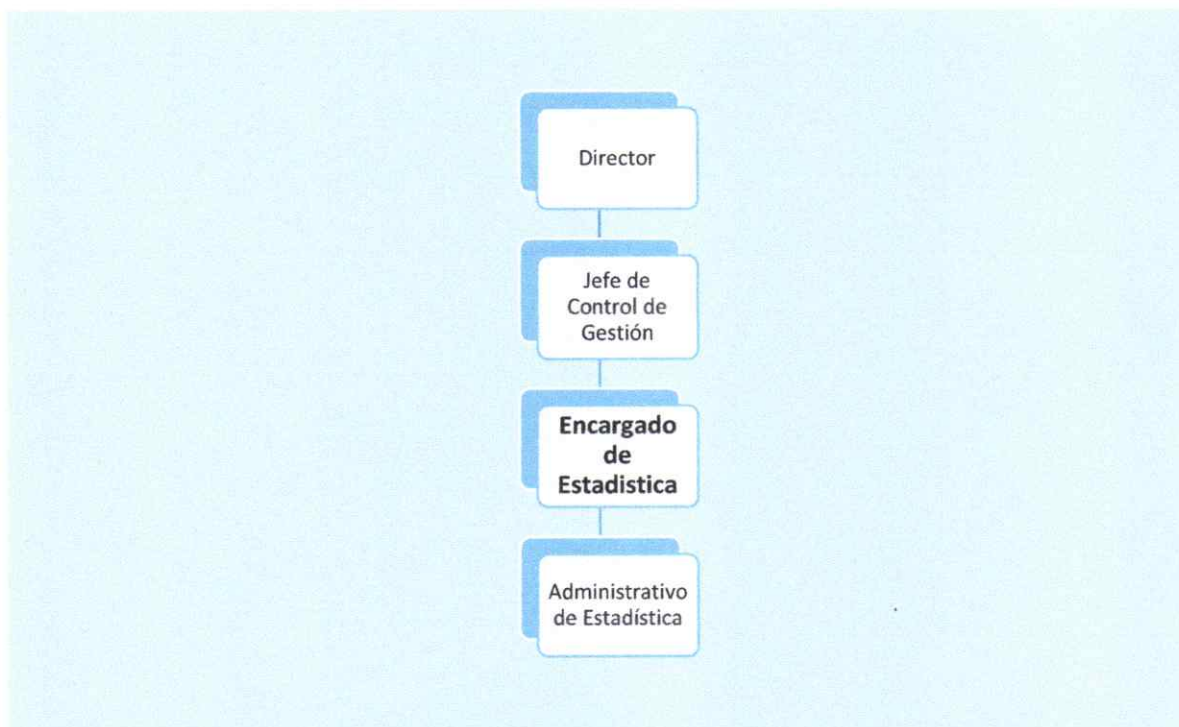 Director
Jefe de
Control de
Gestión
Encargado
de
Estadistica
Administrativo
de Estadística